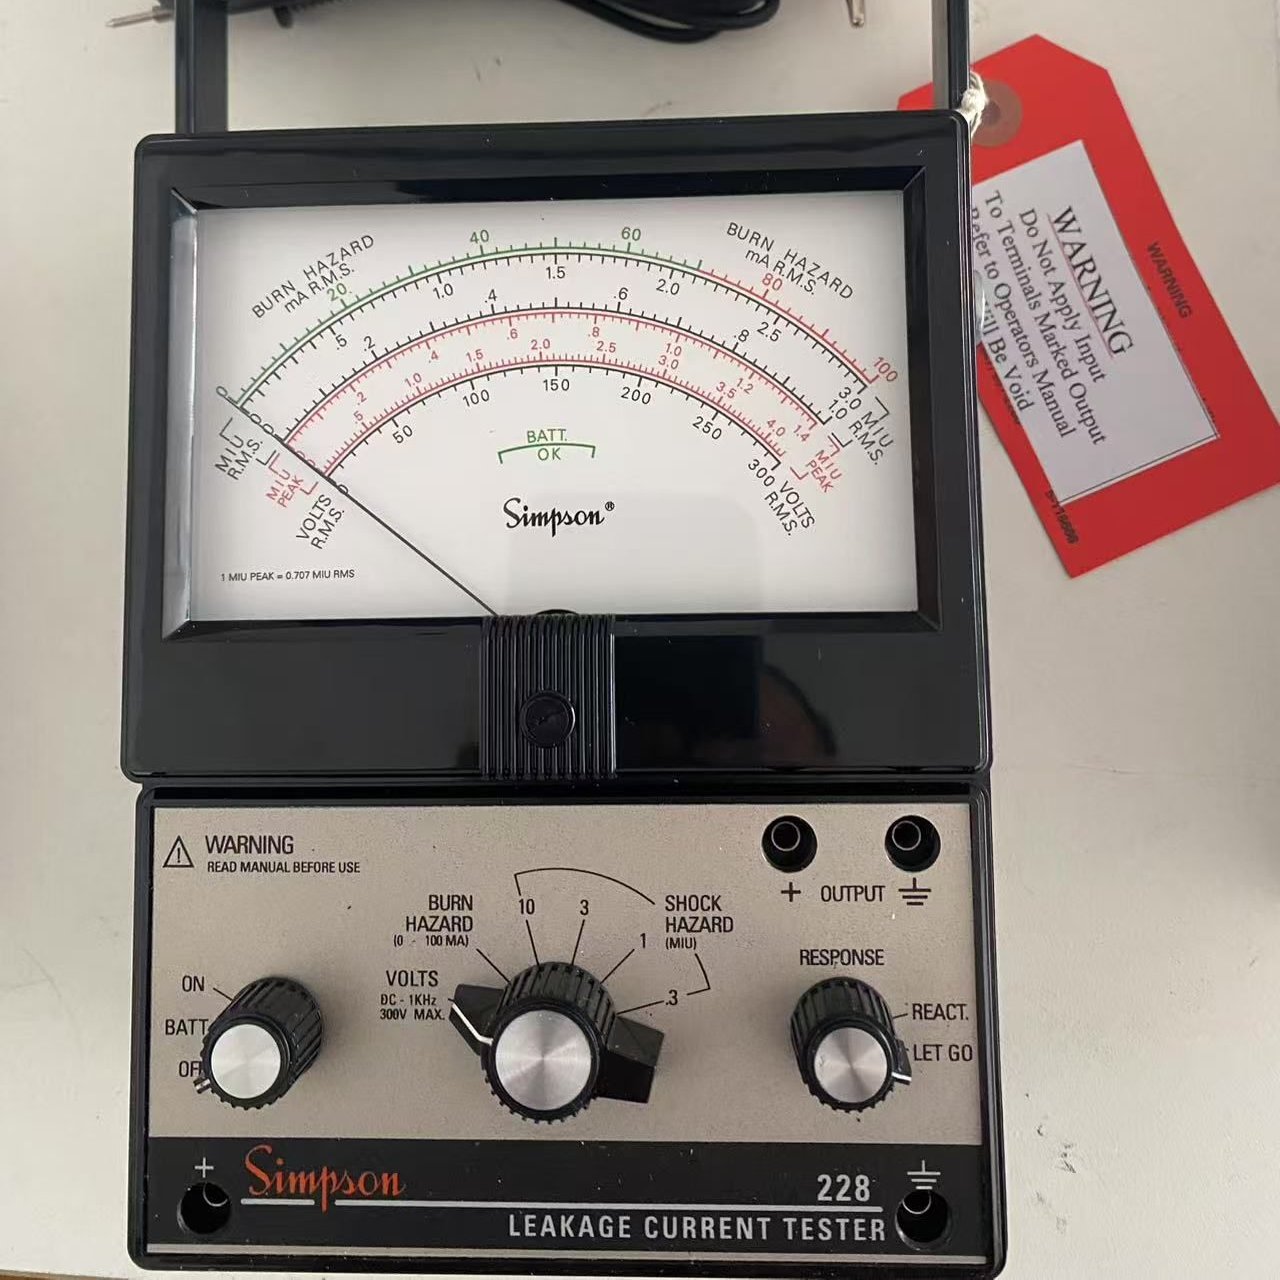 BURN HAZARD
mA R.M.S.
BURN HAZARD
mA R.M.S.
0 20 40 60 80 100
0 .5 1.0 1.5 2.0 2.5 3.0
0 .2 .4 .6 .8 1.0
MIU
R.M.S.
MIU
R.M.S.
.2 .4 .6 .8 1.0 1.2 1.4
.5 1.0 1.5 2.0 2.5 3.0 3.5 4.0
MIU
PEAK
MIU
PEAK
0 50 100 150 200 250 300
VOLTS
R.M.S.
VOLTS
R.M.S.
BATT.
OK
Simpson®
1 MIU PEAK = 0.707 MIU RMS
WARNING
WARNING
Do Not Apply Input
To Terminals Marked Output
Refer to Operators Manual
Will Be Void
WARNING
READ MANUAL BEFORE USE
+ OUTPUT
BURN
HAZARD
(0 - 100 MA)
10
3
1
.3
SHOCK
HAZARD
(MIU)
VOLTS
DC - 1KHz
300V MAX.
ON
BATT
OFF
RESPONSE
REACT.
LET GO
+
Simpson
228
LEAKAGE CURRENT TESTER